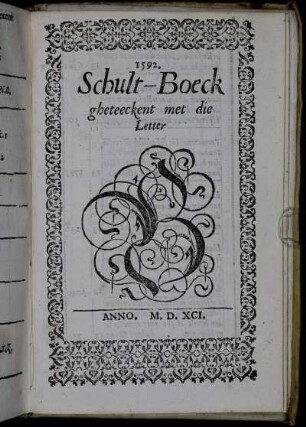 1592.
Schult-Boeck
gheteeckent met die
Letter
B
ANNO. M. D. XCI.